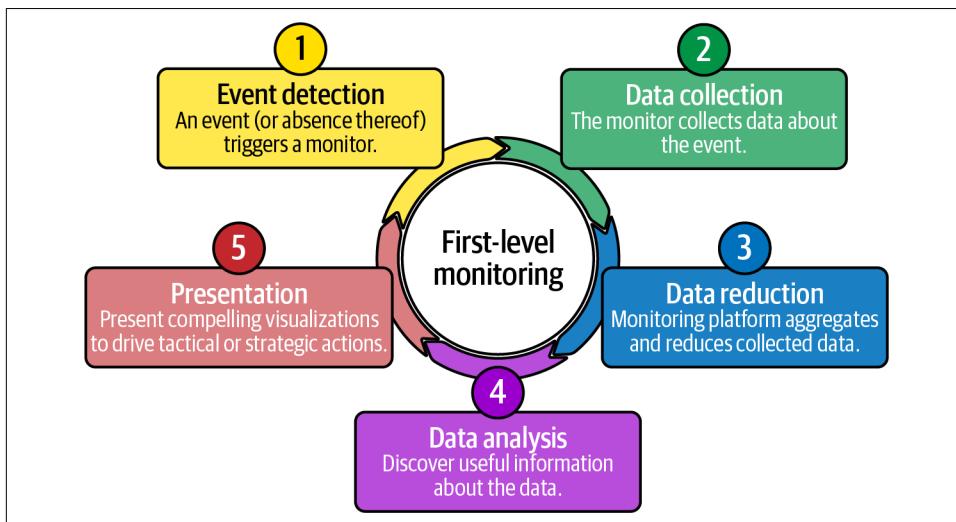 1
Event detection
An event (or absence thereof)
triggers a monitor.
2
Data collection
The monitor collects data about
the event.
First-level
monitoring
3
Data reduction
Monitoring platform aggregates
and reduces collected data.
4
Data analysis
Discover useful information
about the data.
5
Presentation
Present compelling visualizations
to drive tactical or strategic actions.